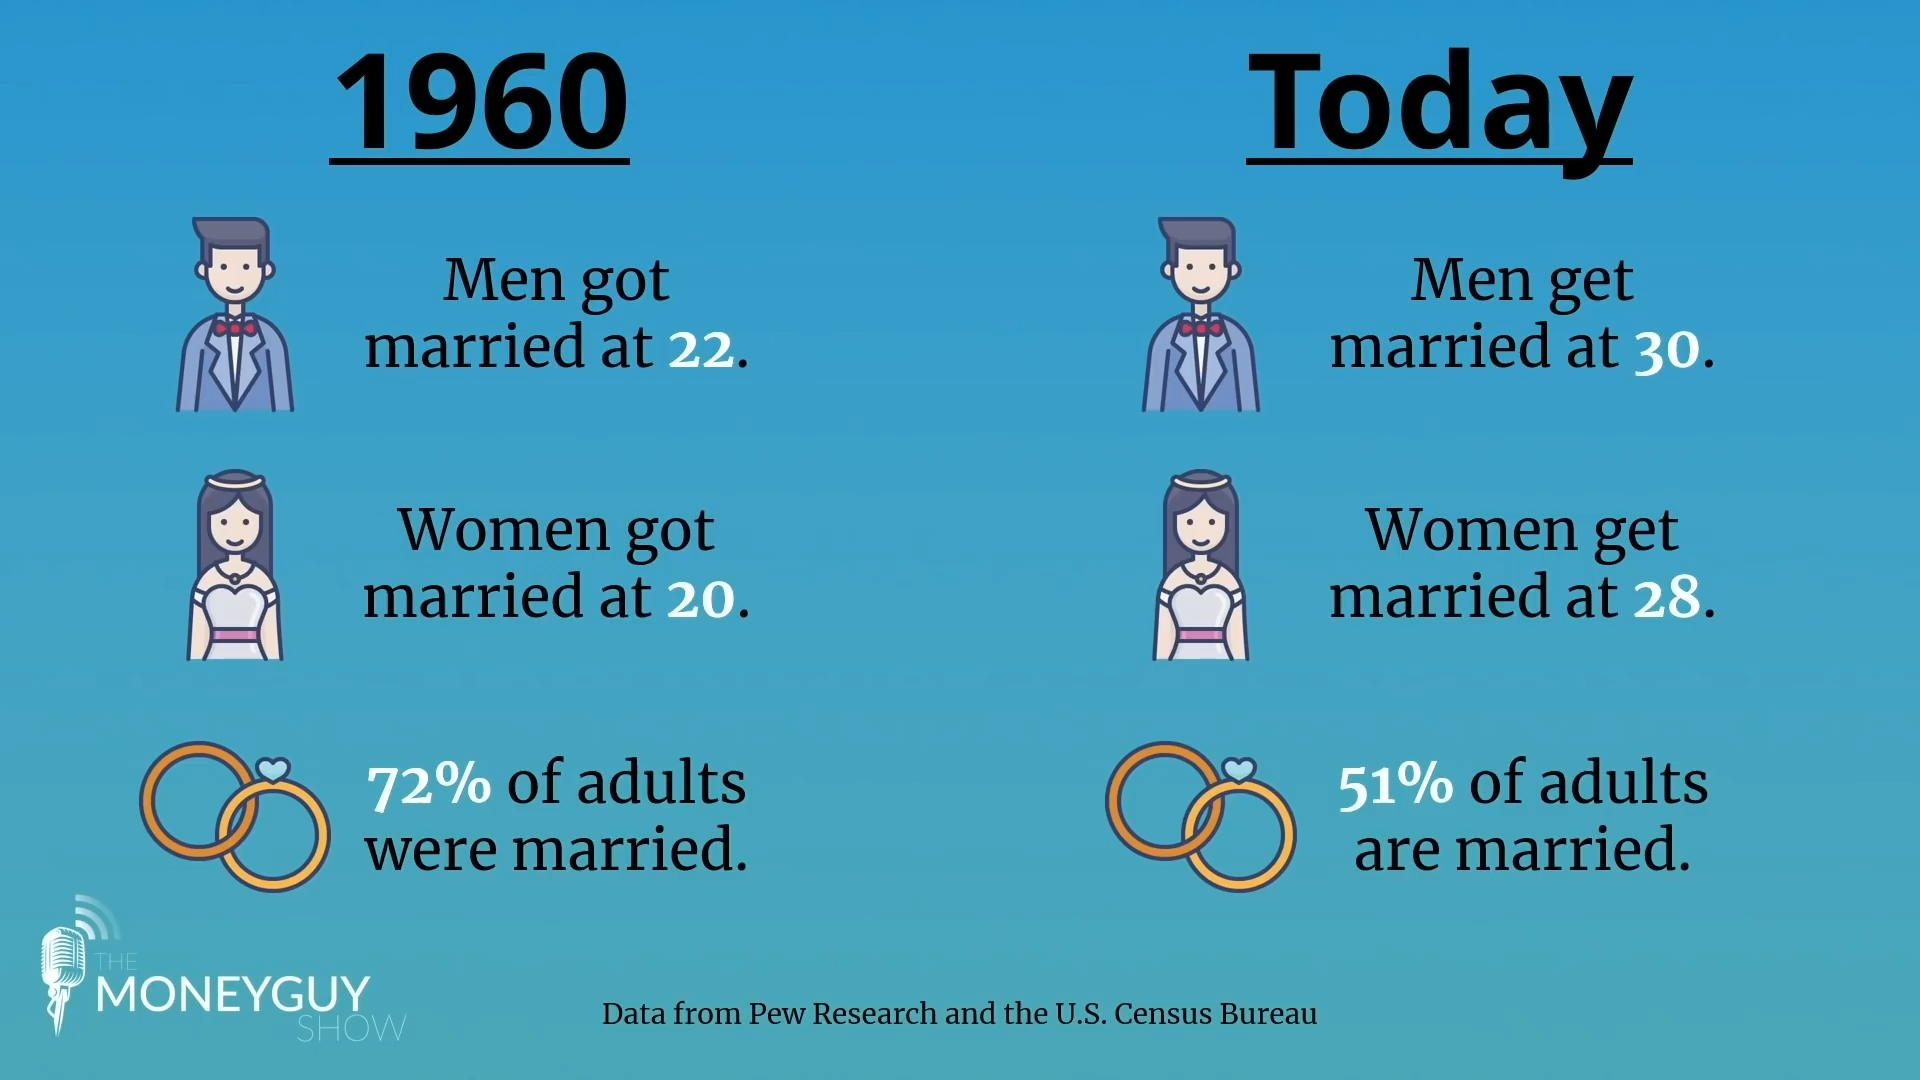 1960
Men got
married at 22.
Women got
married at 20.
72% of adults
were married.
Today
Men get
married at 30.
Women get
married at 28.
51% of adults
are married.
THE
MONEYGUY
SHOW
Data from Pew Research and the U.S. Census Bureau